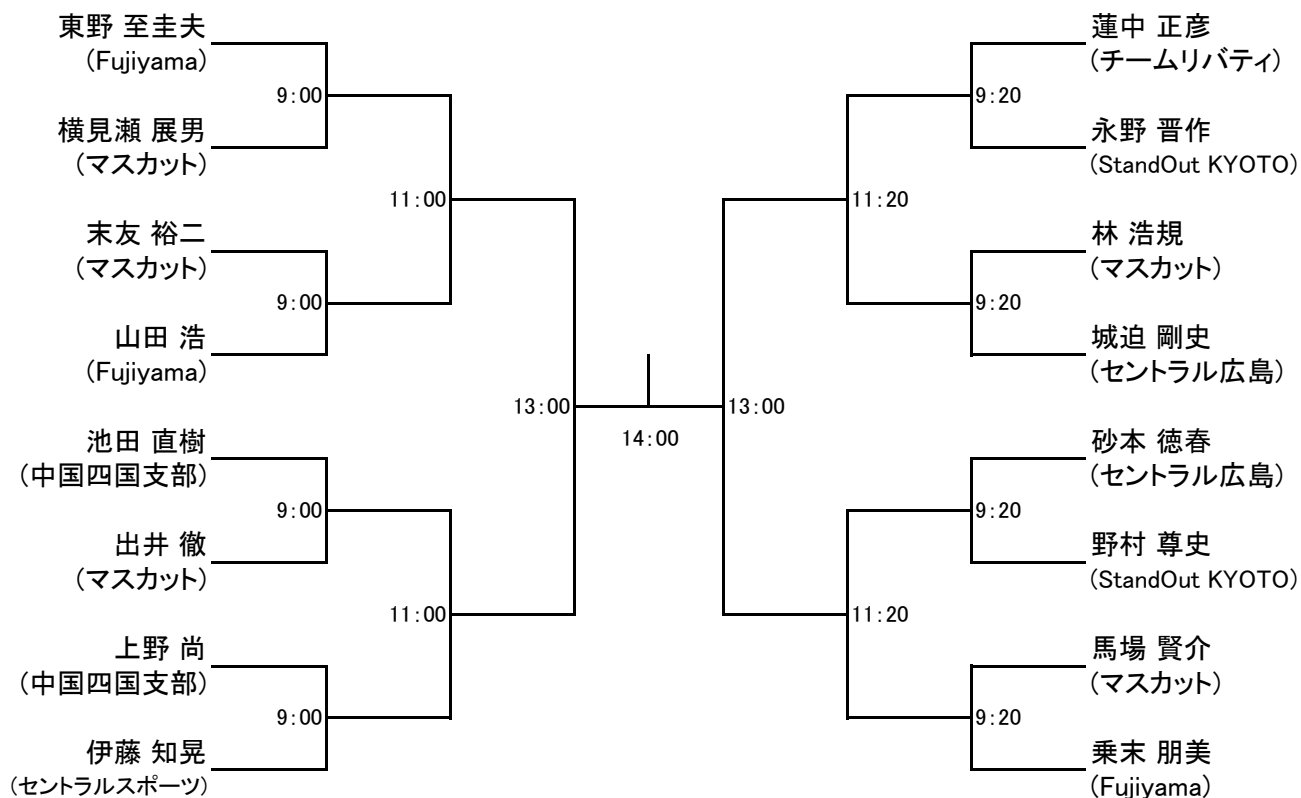 東野 至圭夫
(Fujiyama)
9:00
横見瀬 展男
(マスカット)
11:00
末友 裕二
(マスカット)
9:00
山田 浩
(Fujiyama)
13:00
池田 直樹
(中国四国支部)
9:00
出井 徹
(マスカット)
11:00
上野 尚
(中国四国支部)
9:00
伊藤 知晃
(セントラルスポーツ)
14:00
蓮中 正彦
(チームリバティ)
9:20
永野 晋作
(StandOut KYOTO)
11:20
林 浩規
(マスカット)
9:20
城迫 剛史
(セントラル広島)
13:00
砂本 徳春
(セントラル広島)
9:20
野村 尊史
(StandOut KYOTO)
11:20
馬場 賢介
(マスカット)
9:20
乗末 朋美
(Fujiyama)